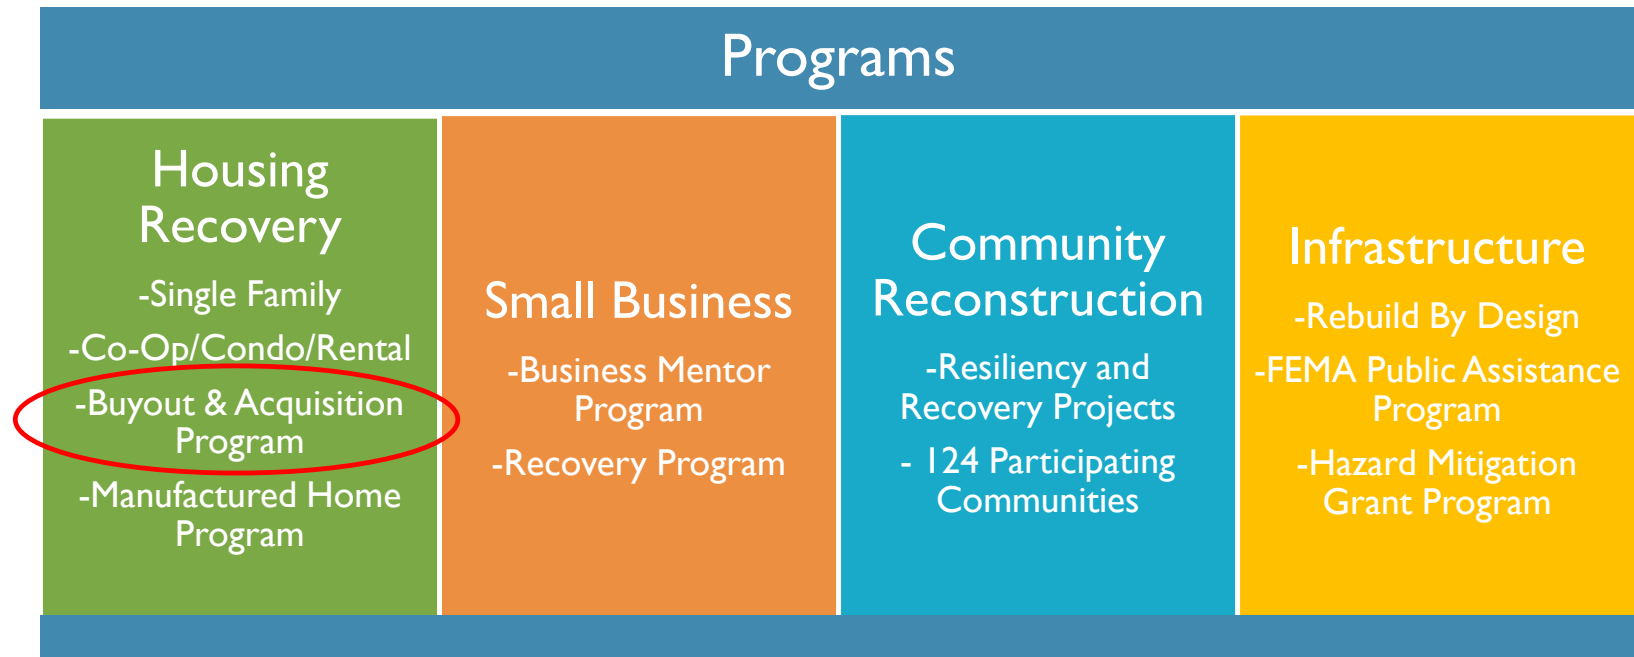 Programs
Housing
Recovery
-Single Family
-Co-Op/Condo/Rental
-Buyout & Acquisition
Program
-Manufactured Home
Program
Small Business
-Business Mentor
Program
-Recovery Program
Community
Reconstruction
-Resiliency and
Recovery Projects
- 124 Participating
Communities
Infrastructure
-Rebuild By Design
-FEMA Public Assistance
Program
-Hazard Mitigation
Grant Program